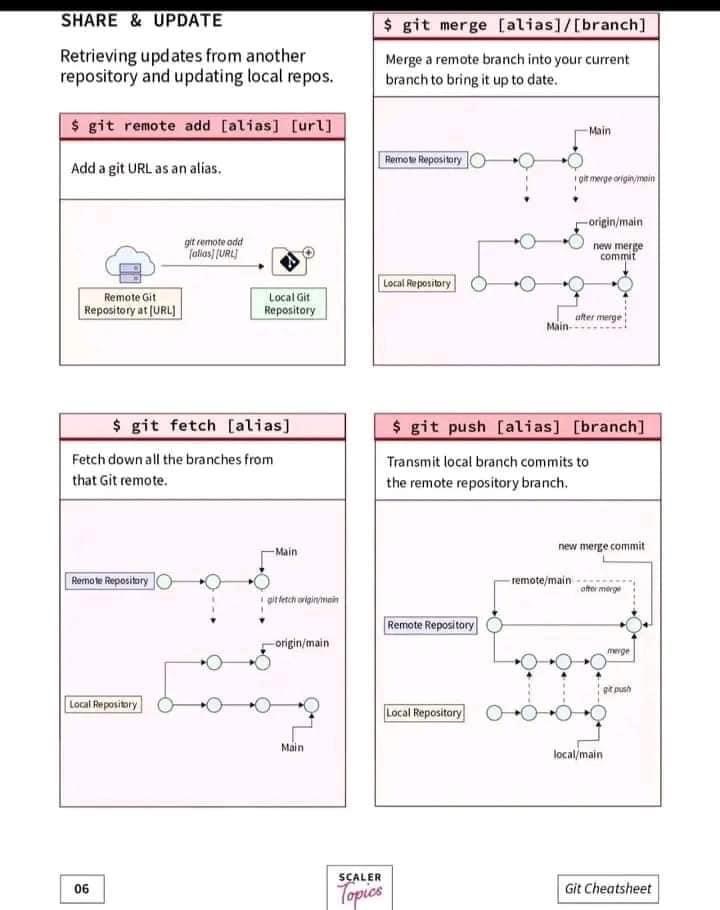 SHARE & UPDATE
Retrieving updates from another
repository and updating local repos.
$ git remote add [alias] [url]
Add a git URL as an alias.
git remote add
[alias] [URL]
Remote Git
Repository at [URL]
Local Git
Repository
$ git merge [alias]/[branch]
Merge a remote branch into your current
branch to bring it up to date.
Main
Remote Repository
git merge origin/main
origin/main
new merge
commit
Local Repository
after merge
Main
$ git fetch [alias]
Fetch down all the branches from
that Git remote.
Main
Remote Repository
git fetch origin/main
origin/main
Local Repository
Main
$ git push [alias] [branch]
Transmit local branch commits to
the remote repository branch.
new merge commit
remote/main
after merge
Remote Repository
merge
git push
Local Repository
local/main
06
SCALER
Topics
Git Cheatsheet